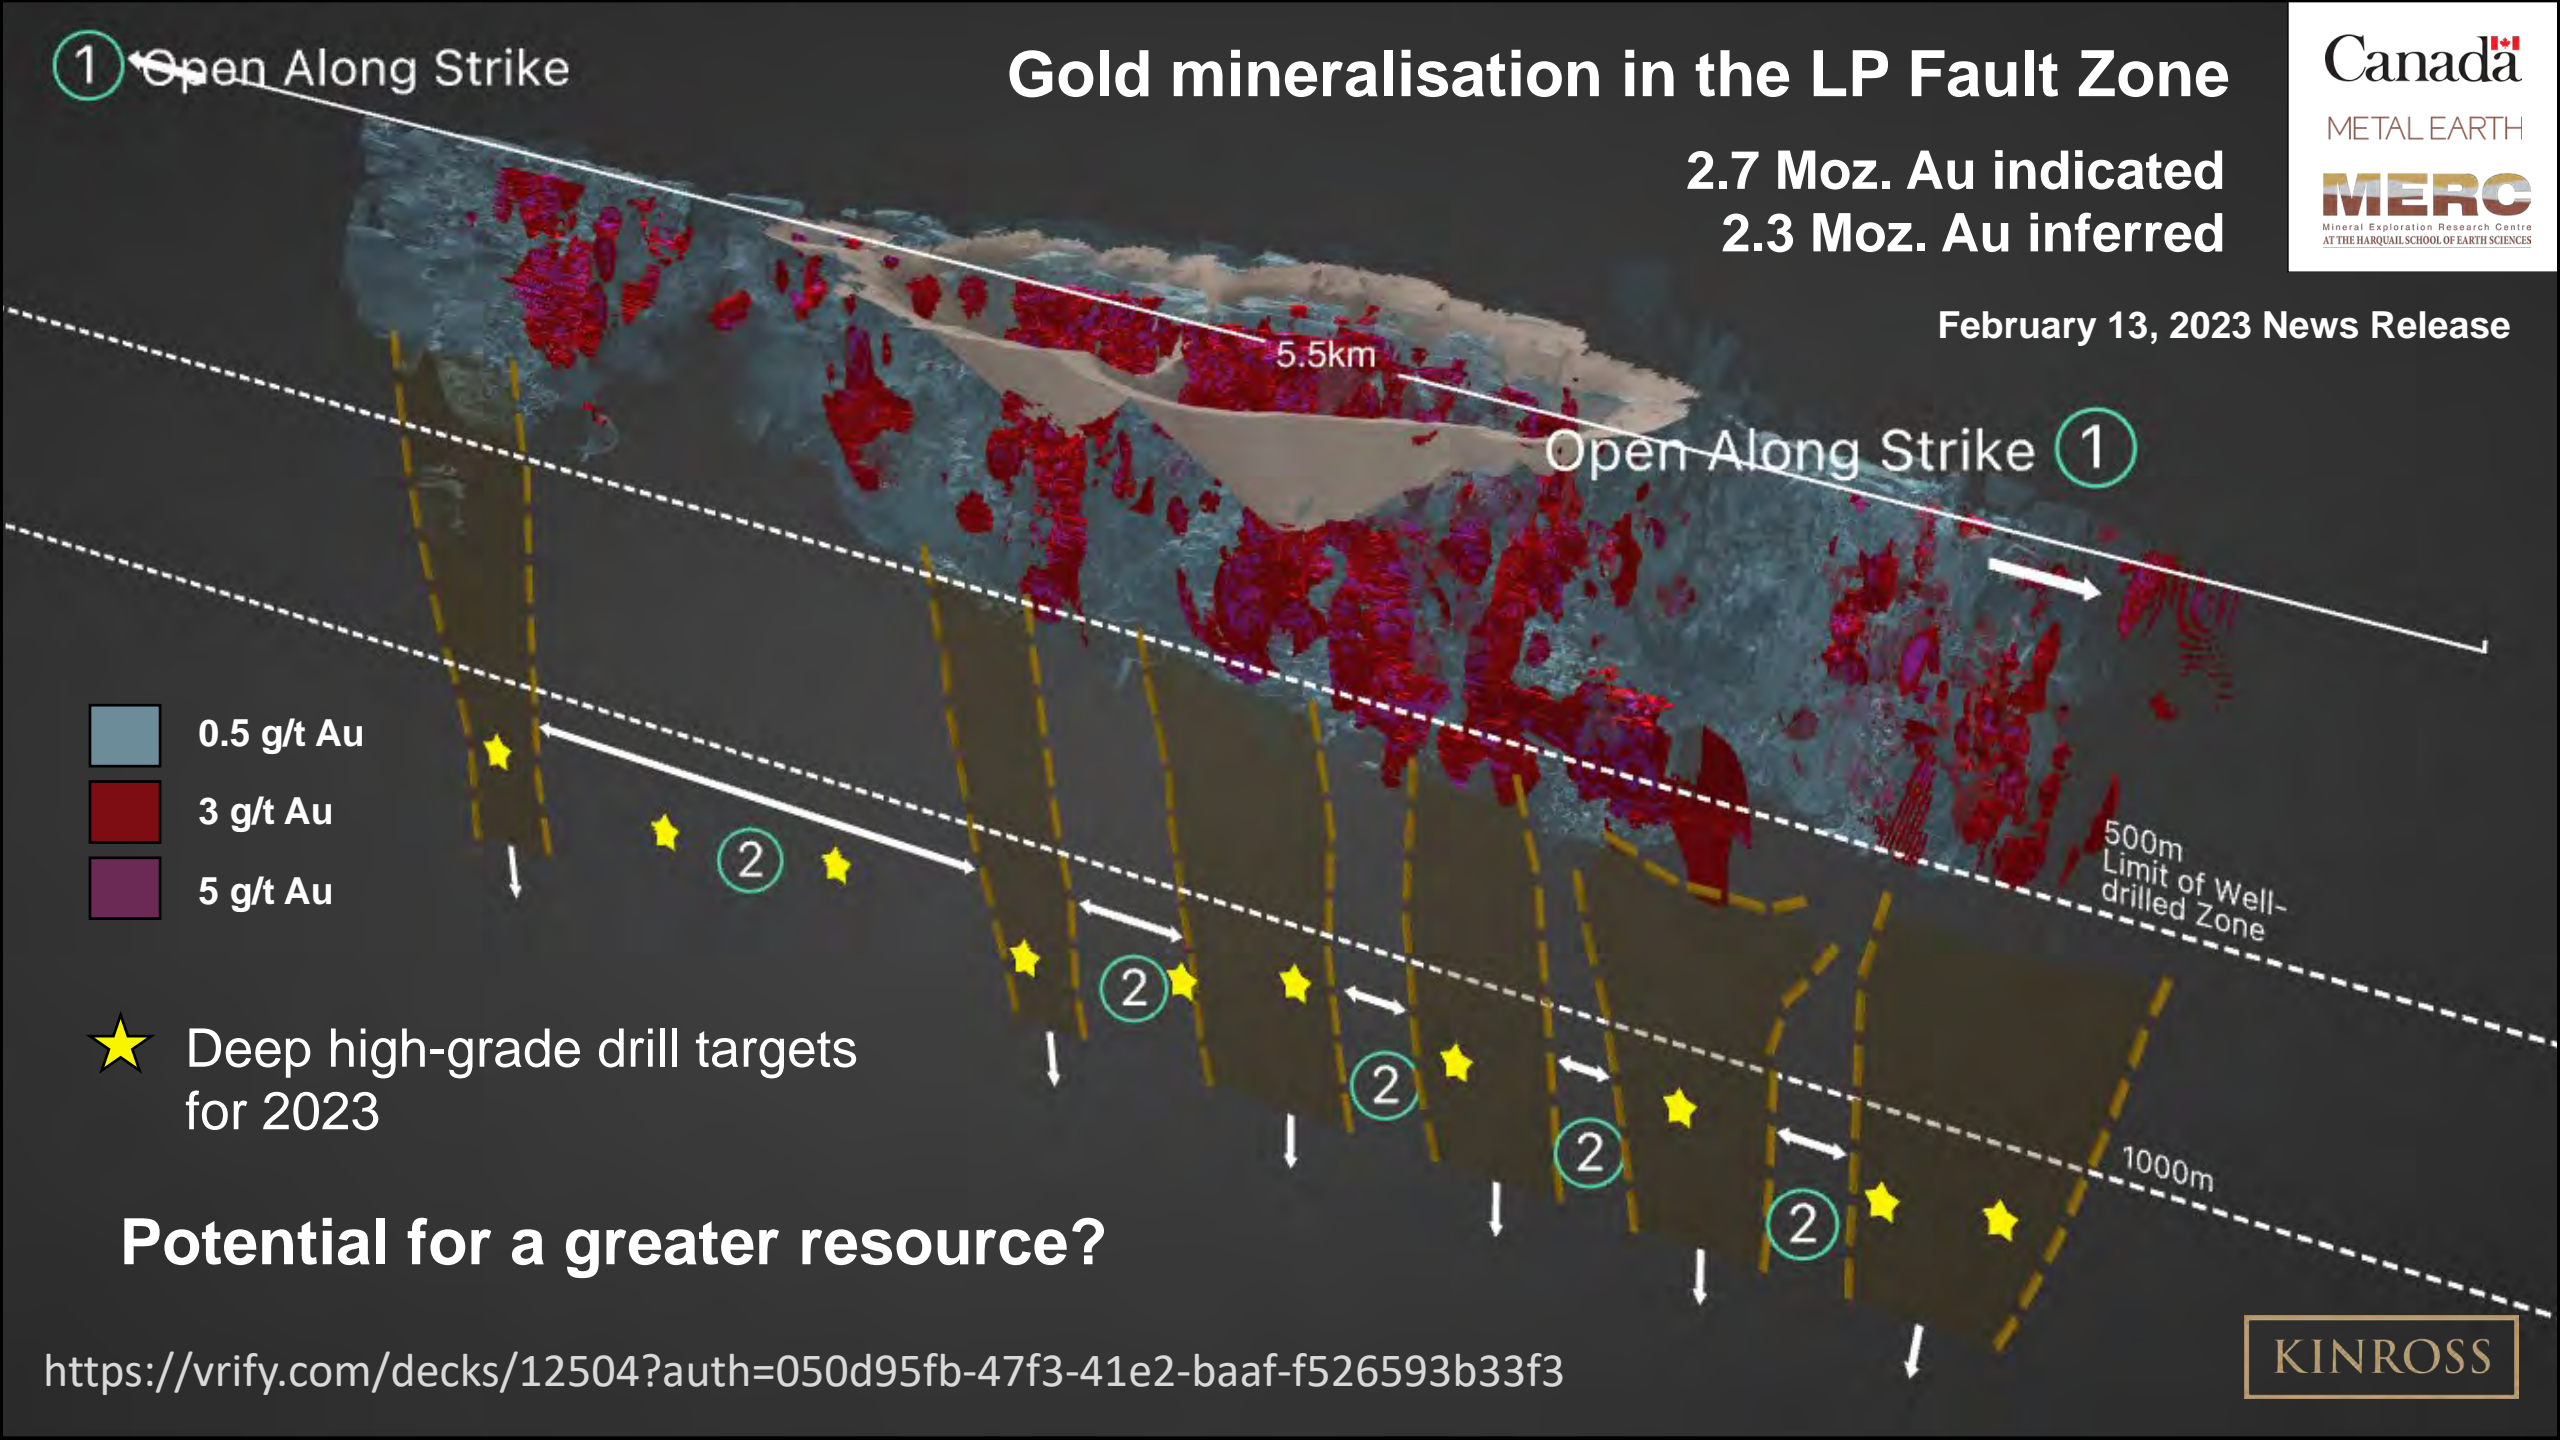 1 Open Along Strike
Gold mineralisation in the LP Fault Zone
2.7 Moz. Au indicated
2.3 Moz. Au inferred
February 13, 2023 News Release
Canada
METAL EARTH
MERC
Mineral Exploration Research Centre
AT THE HARQUAIL SCHOOL OF EARTH SCIENCES
5.5km
Open Along Strike 1
0.5 g/t Au
3 g/t Au
5 g/t Au
500m
Limit of Well-
drilled Zone
2
2
2
2
2
1000m
Deep high-grade drill targets
for 2023
Potential for a greater resource?
https://vrify.com/decks/12504?auth=050d95fb-47f3-41e2-baaf-f526593b33f3
KINROSS